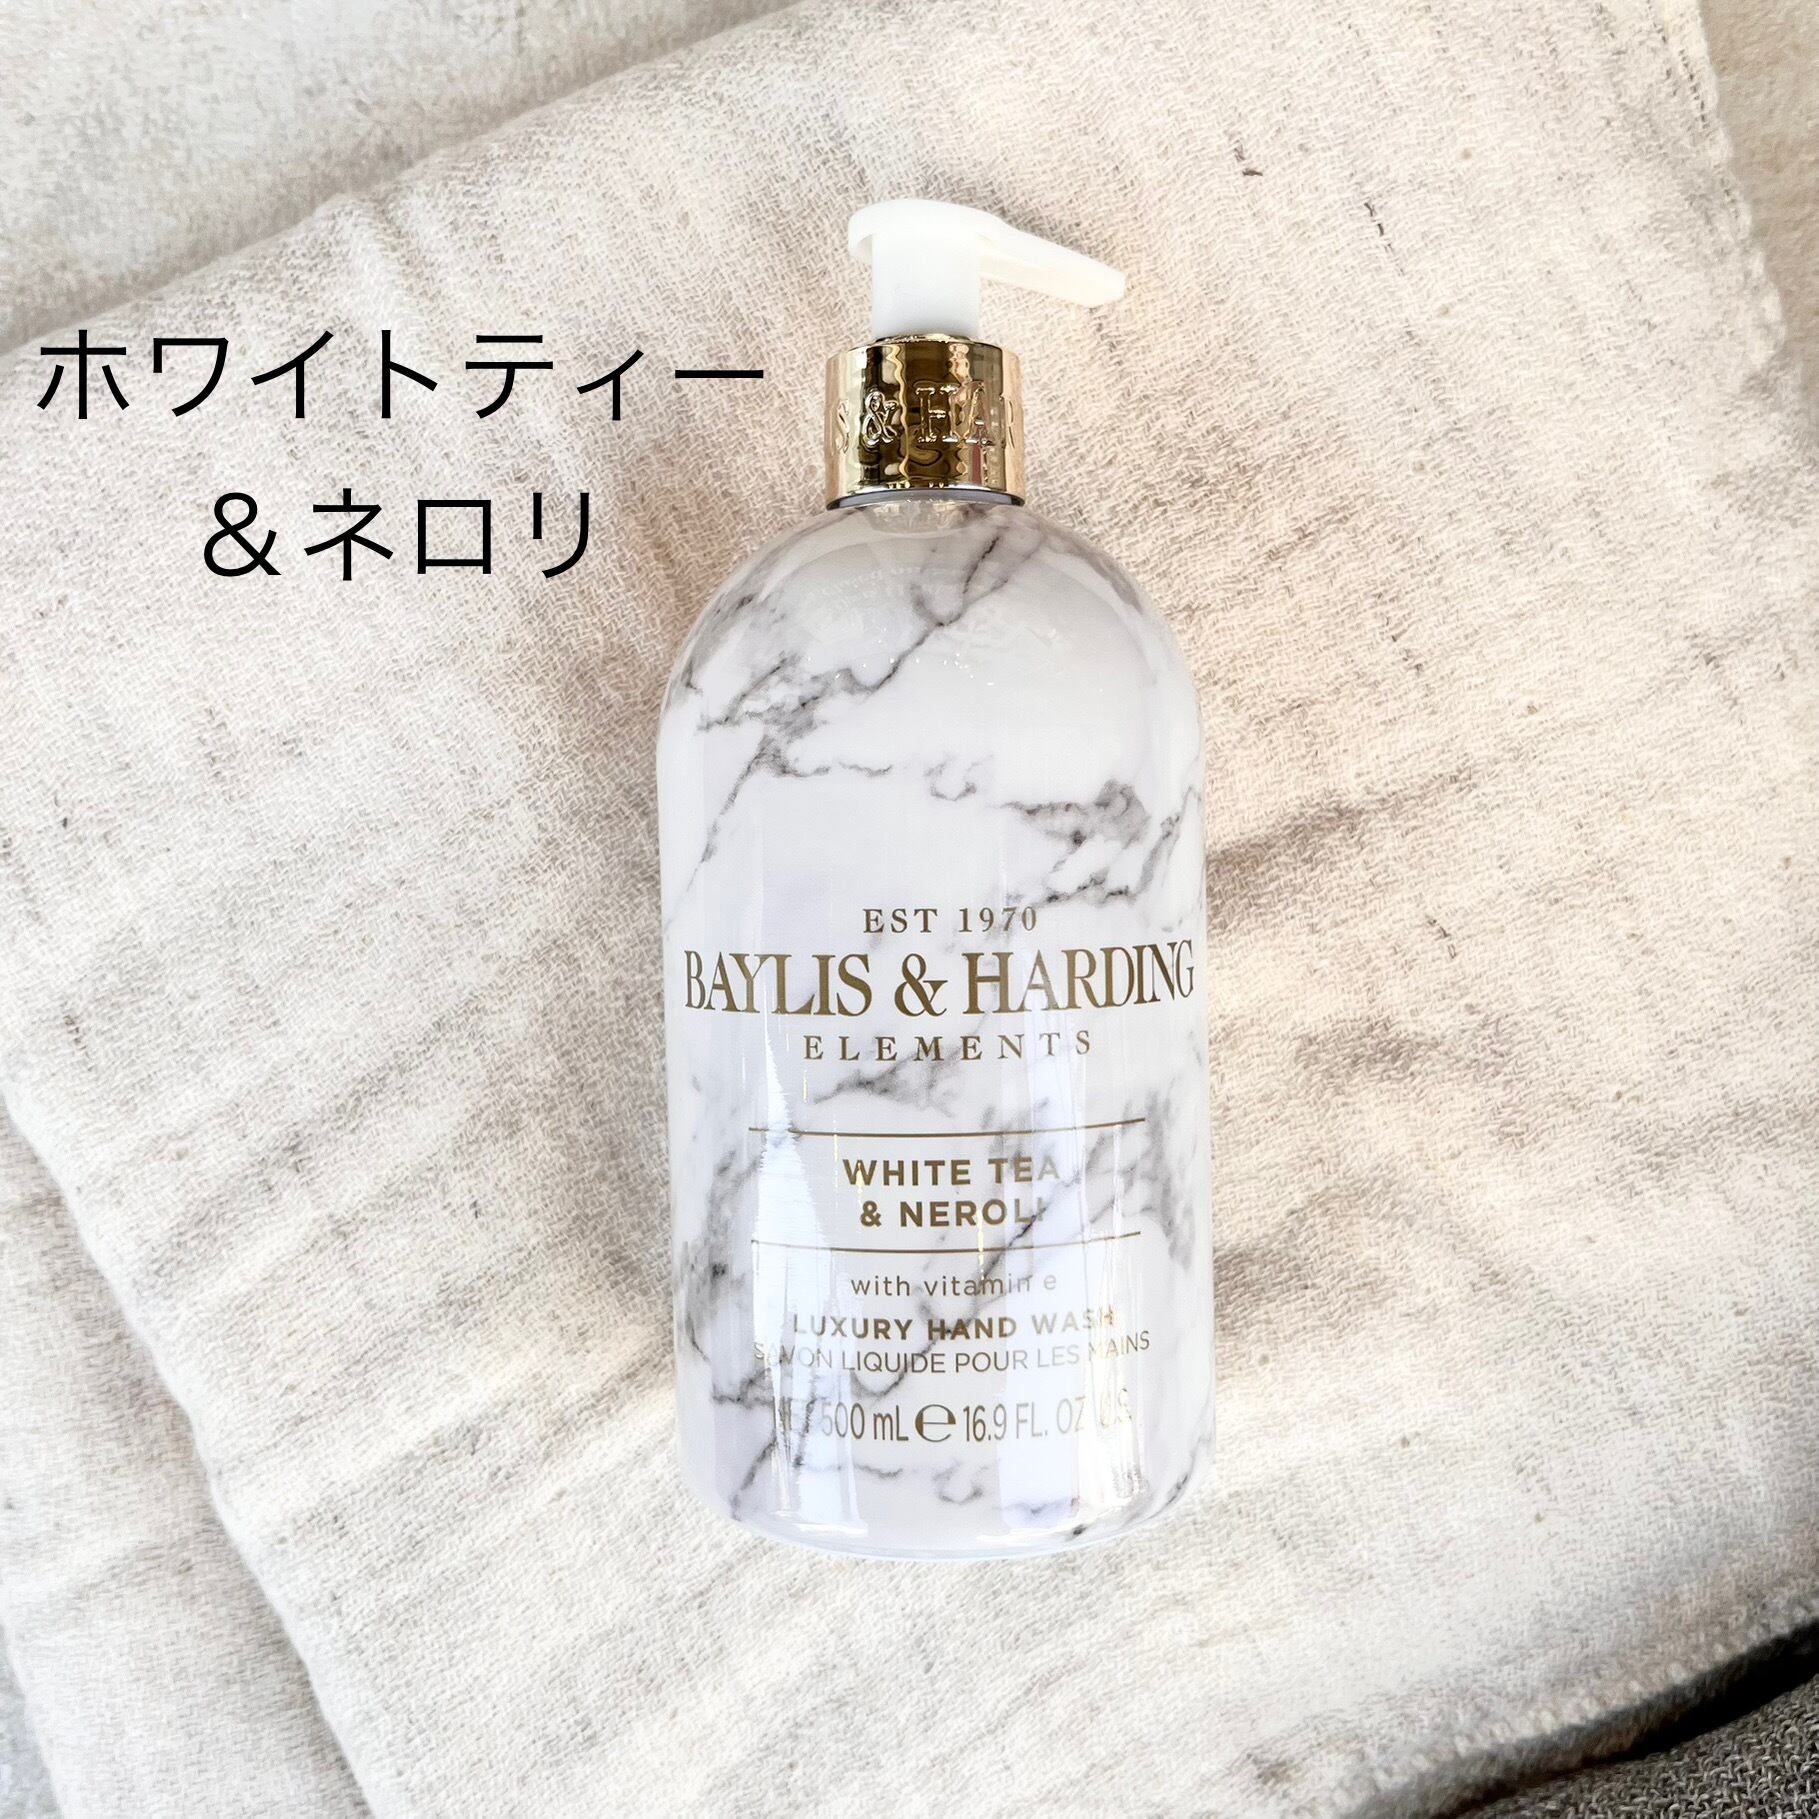 ホワイトティー
&ネロリ
S & HAR
EST 1970
BAYLIS & HARDING
ELEMENTS
WHITE TEA
& NEROLI
with vitamin e
LUXURY HAND WASH
SAVON LIQUIDE POUR LES MAINS
500 mL ℮ 16.9 FL. OZ